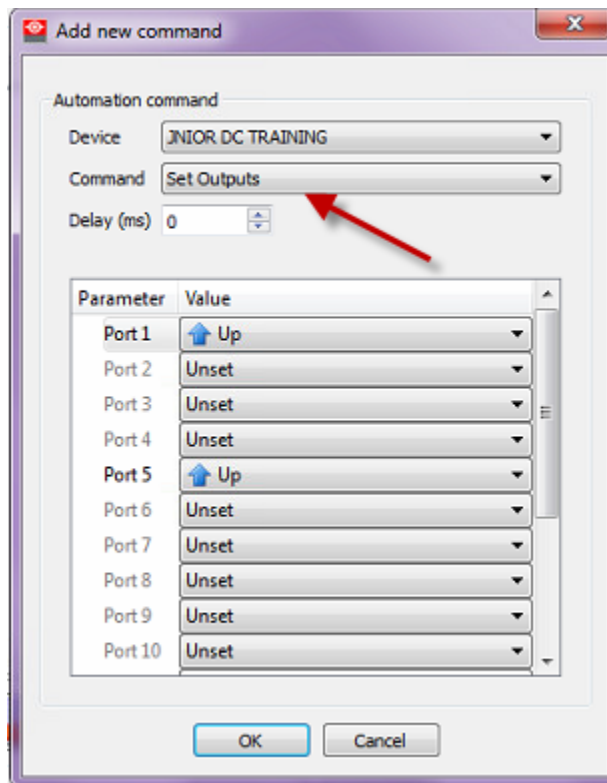 Add new command
Automation command
Device JNIOR DC TRAINING
Command Set Outputs
Delay (ms) 0
Parameter Value
Port 1 Up
Port 2 Unset
Port 3 Unset
Port 4 Unset
Port 5 Up
Port 6 Unset
Port 7 Unset
Port 8 Unset
Port 9 Unset
Port 10 Unset
OK Cancel